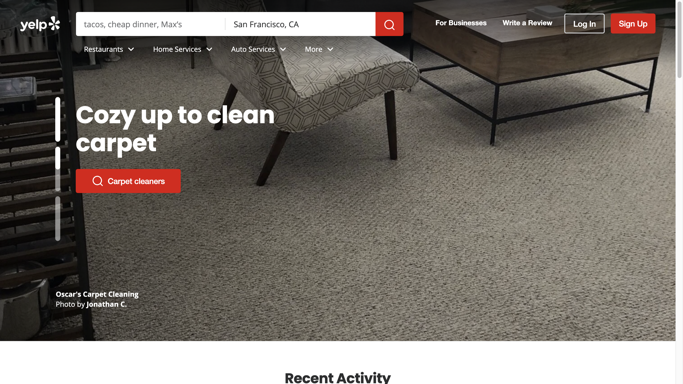 yelp
tacos, cheap dinner, Max's
San Francisco, CA
For Businesses
Write a Review
Log In
Sign Up
Restaurants
Home Services
Auto Services
More
Cozy up to clean
carpet
Carpet cleaners
Oscar's Carpet Cleaning
Photo by Jonathan C.
Recent Activity